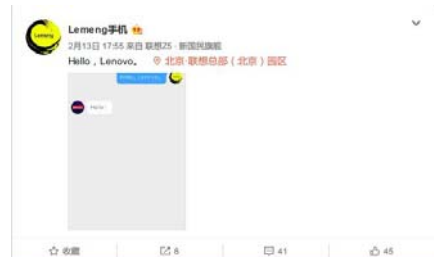 Lemeng手机
2月13日 17:55 来自 联想Z5 · 新国民旗舰
Hello , Lenovo。 北京·联想总部（北京）园区
Hello , Lenovo。
Hello!
收藏
6
41
45